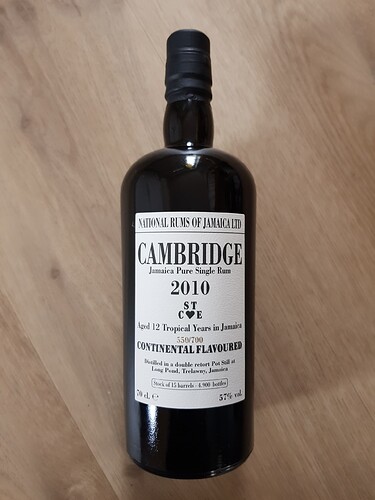 NATIONAL RUMS OF JAMAICA LTD
CAMBRIDGE
Jamaica Pure Single Rum
2010
S T
C♥E
Aged 12 Tropical Years in Jamaica
550/700
CONTINENTAL FLAVOURED
Distilled in a double retort Pot Still at
Long Pond, Trelawny, Jamaica
Stock of 15 barrels - 4.900 bottles
70 cl. e 57% vol.